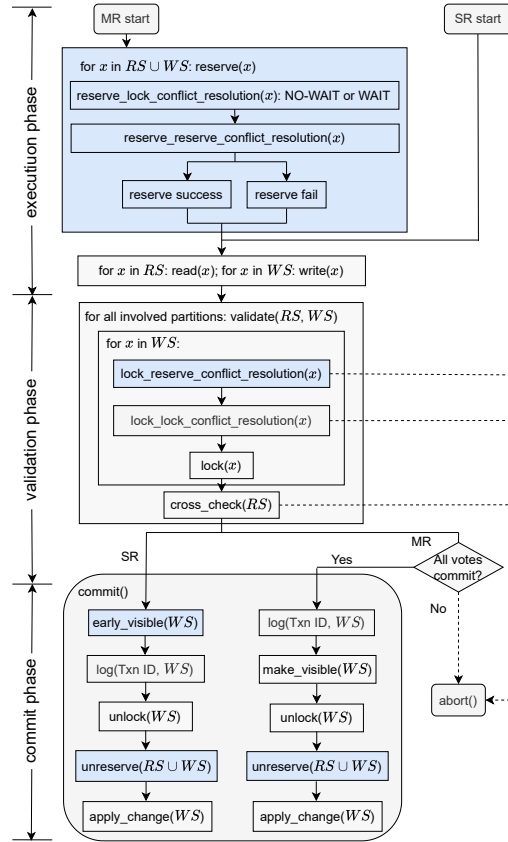 MR start
SR start
executiuon phase
for x in RS ∪ WS: reserve(x)
reserve_lock_conflict_resolution(x): NO-WAIT or WAIT
reserve_reserve_conflict_resolution(x)
reserve success
reserve fail
for x in RS: read(x); for x in WS: write(x)
validation phase
for all involved partitions: validate(RS, WS)
for x in WS:
lock_reserve_conflict_resolution(x)
lock_lock_conflict_resolution(x)
lock(x)
cross_check(RS)
SR
MR
Yes
All votes
commit?
No
commit phase
commit()
early_visible(WS)
log(Txn ID, WS)
unlock(WS)
unreserve(RS ∪ WS)
apply_change(WS)
log(Txn ID, WS)
make_visible(WS)
unlock(WS)
unreserve(RS ∪ WS)
apply_change(WS)
abort()